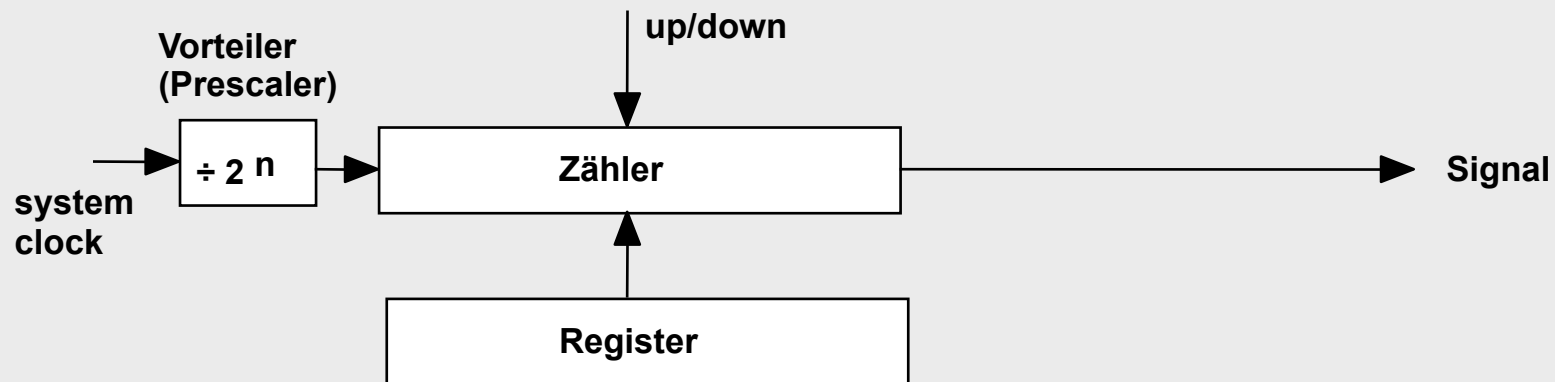 up/down
Vorteiler
(Prescaler)
÷ 2 n
Zähler
Signal
system
clock
Register